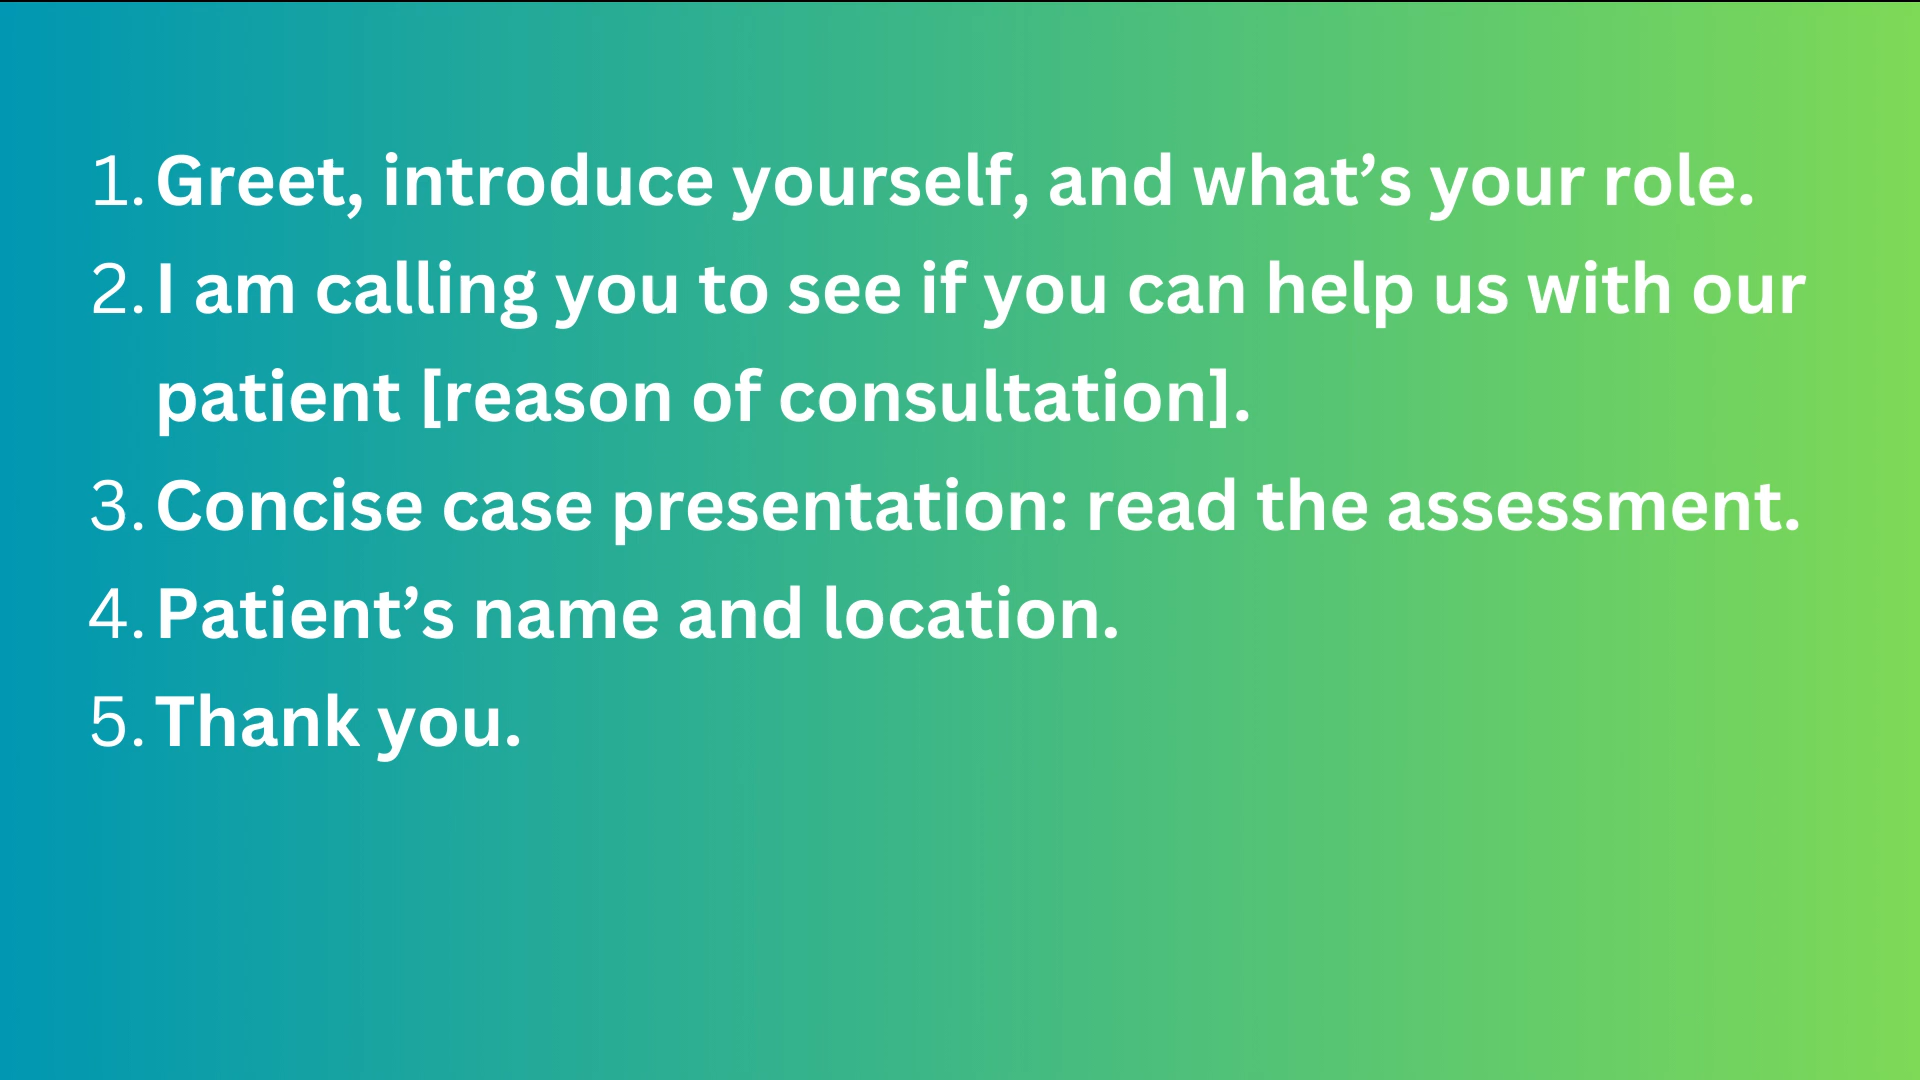 1. Greet, introduce yourself, and what’s your role.
2. I am calling you to see if you can help us with our
patient [reason of consultation].
3. Concise case presentation: read the assessment.
4. Patient’s name and location.
5. Thank you.